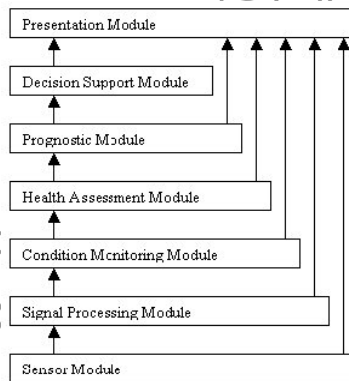 Presentation Module
Decision Support Module
Prognostic Module
Health Assessment Module
Condition Monitoring Module
Signal Processing Module
Sensor Module